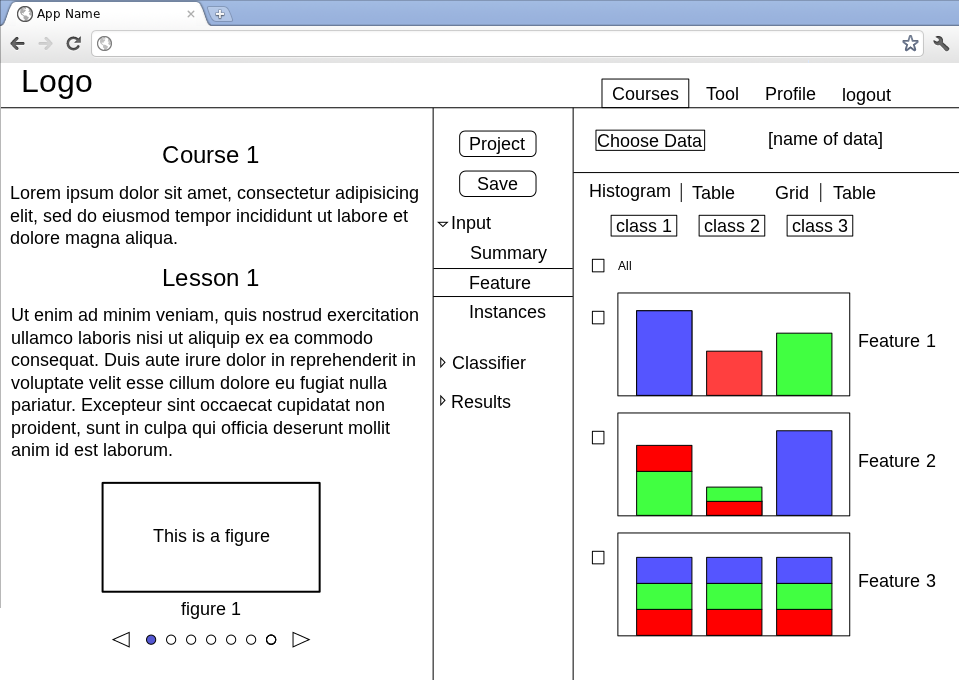 App Name
Logo
Courses
Tool
Profile
logout
Course 1
Lorem ipsum dolor sit amet, consectetur adipisicing
elit, sed do eiusmod tempor incididunt ut labore et
dolore magna aliqua.
Lesson 1
Ut enim ad minim veniam, quis nostrud exercitation
ullamco laboris nisi ut aliquip ex ea commodo
consequat. Duis aute irure dolor in reprehenderit in
voluptate velit esse cillum dolore eu fugiat nulla
pariatur. Excepteur sint occaecat cupidatat non
proident, sunt in culpa qui officia deserunt mollit
anim id est laborum.
This is a figure
figure 1
Project
Save
Input
Summary
Feature
Instances
Classifier
Results
Choose Data
[name of data]
Histogram | Table
Grid | Table
class 1
class 2
class 3
All
Feature 1
Feature 2
Feature 3